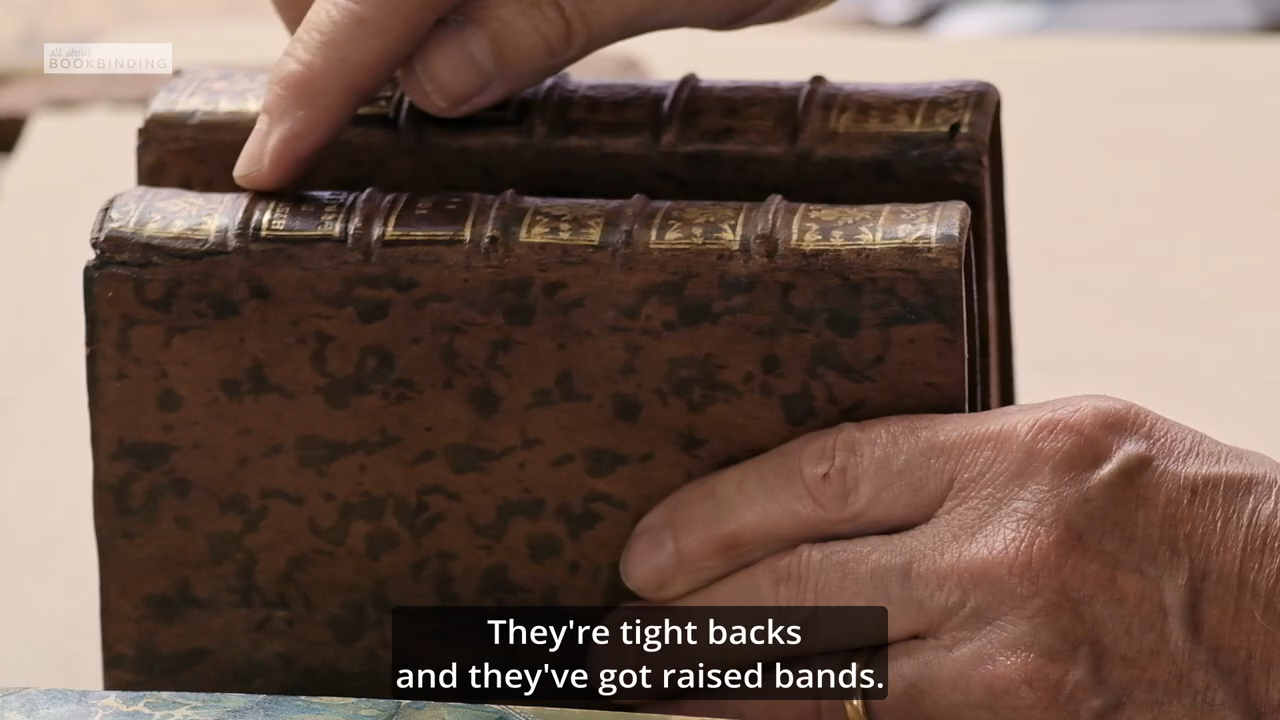 all about
BOOKBINDING
They're tight backs
and they've got raised bands.